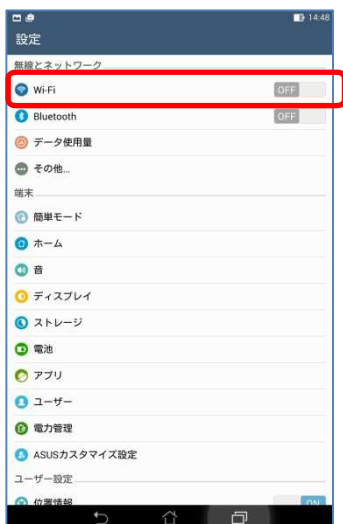 14:48
設定
無線とネットワーク
Wi-Fi OFF
Bluetooth OFF
データ使用量
その他...
端末
簡単モード
ホーム
音
ディスプレイ
ストレージ
電池
アプリ
ユーザー
電力管理
ASUSカスタマイズ設定
ユーザー設定
位置情報 ON